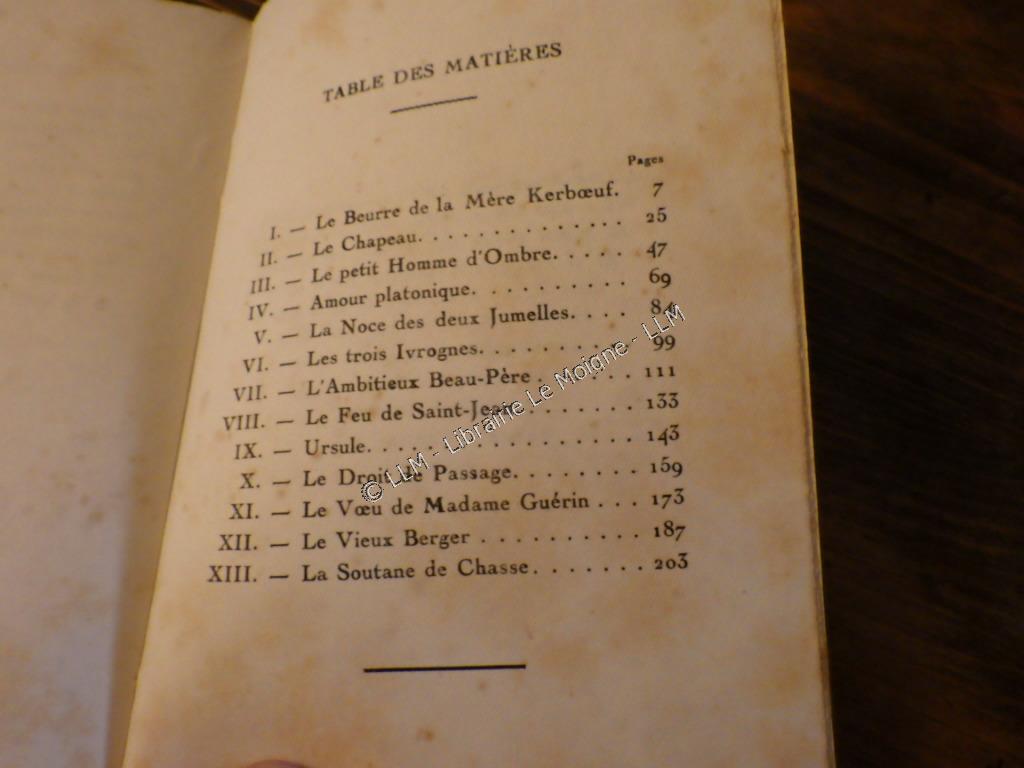 TABLE DES MATIÈRES
Pages
I. — Le Beurre de la Mère Kerbœuf. 7
II. — Le Chapeau. . . . . . . . . . . . . . 25
III. — Le petit Homme d'Ombre. . . . . 47
IV. — Amour platonique. . . . . . . . . . 69
V. — La Noce des deux Jumelles. . . . 84
VI. — Les trois Ivrognes. . . . . . . . . . 99
VII. — L'Ambitieux Beau-Père . . . . . . 111
VIII. — Le Feu de Saint-Jean . . . . . . . 133
IX. — Ursule. . . . . . . . . . . . . . . . . 143
X. — Le Droit de Passage. . . . . . . . 159
XI. — Le Vœu de Madame Guérin . . . 173
XII. — Le Vieux Berger . . . . . . . . . . 187
XIII. — La Soutane de Chasse. . . . . . . 203
© LLM - Librairie Le Moigne - LLM